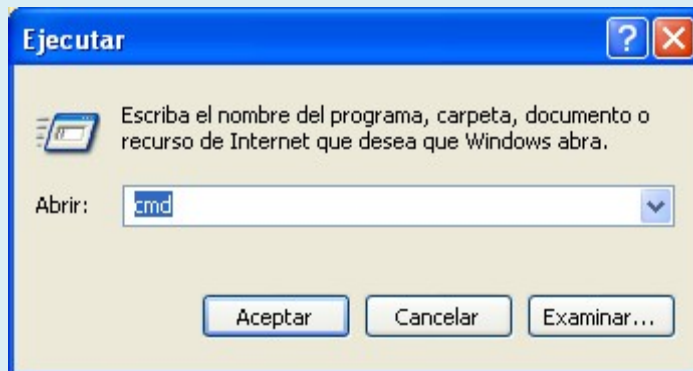 Ejecutar
?
Escriba el nombre del programa, carpeta, documento o
recurso de Internet que desea que Windows abra.
Abrir:
cmd
Aceptar
Cancelar
Examinar...